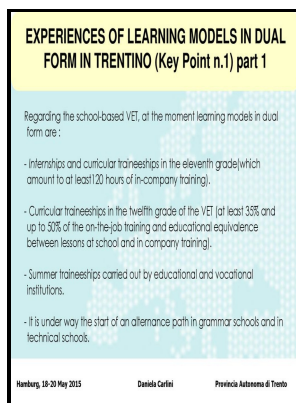 EXPERIENCES OF LEARNING MODELS IN DUAL
FORM IN TRENTINO (Key Point n.1) part 1
Regarding the school-based VET, at the moment learning models in dual
form are :
- Internships and curricular traineeships in the eleventh grade(which
amount to at least120 hours of in-company training).
- Curricular traineeships in the twelfth grade of the VET (at least 35% and
up to 50% of the on-the-job training and educational equivalence
between lessons at school and in company training).
- Summer traineeships carried out by educational and vocational
institutions.
- It is under way the start of an alternance path in grammar schools and in
technical schools.
Hamburg, 18-20 May 2015 Daniela Carlini Provincia Autonoma di Trento